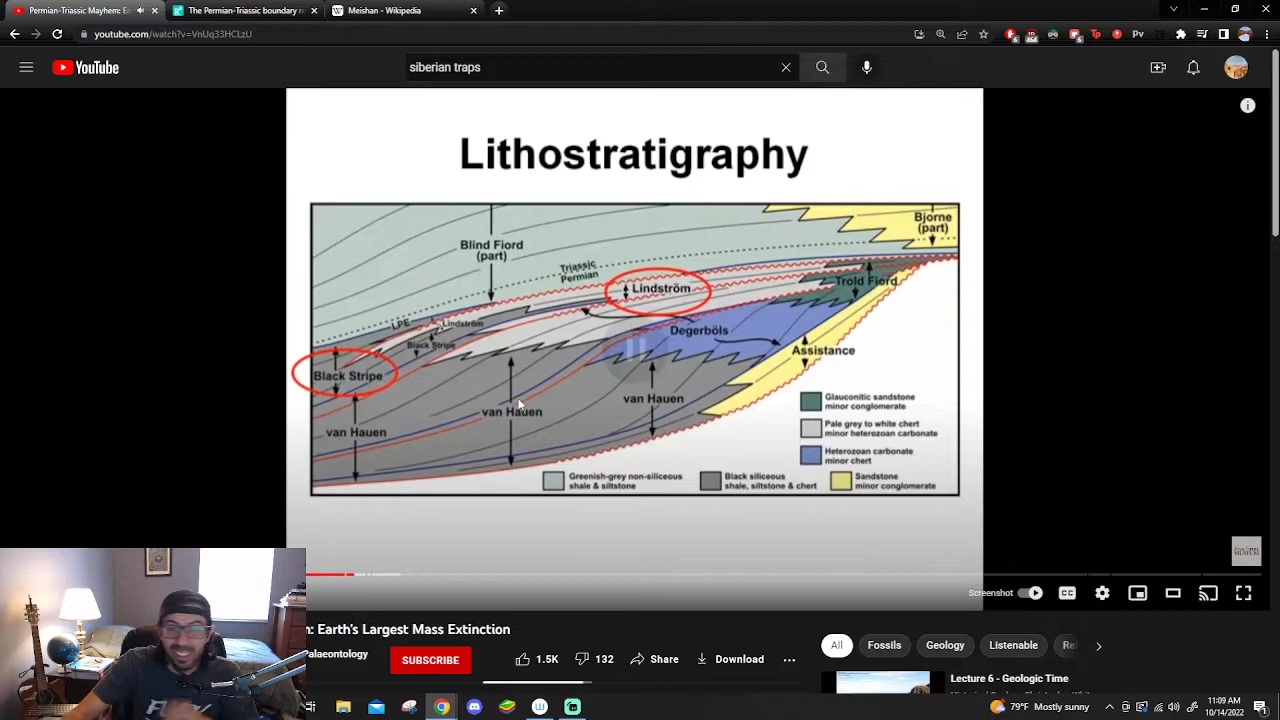 Permian-Triassic Mayhem: Ea
The Permian-Triassic boundary r
Meishan - Wikipedia
youtube.com/watch?v=VnUq33HCLzU
YouTube
siberian traps
Lithostratigraphy
Bjorne
(part)
Blind Fiord
(part)
Triassic
Permian
Trold Fiord
Lindström
LPE
Lindström
Degerböls
Black Stripe
Assistance
Black Stripe
van Hauen
van Hauen
van Hauen
Glauconitic sandstone
minor conglomerate
Pale grey to white chert
minor heterozoan carbonate
Heterozoan carbonate
minor chert
Greenish-grey non-siliceous
shale & siltstone
Black siliceous
shale, siltstone & chert
Sandstone
minor conglomerate
Screenshot
n: Earth's Largest Mass Extinction
Palaeontology
SUBSCRIBE
1.5K
132
Share
Download
All
Fossils
Geology
Listenable
Re
Lecture 6 - Geologic Time
79°F Mostly sunny
11:09 AM
10/14/2022